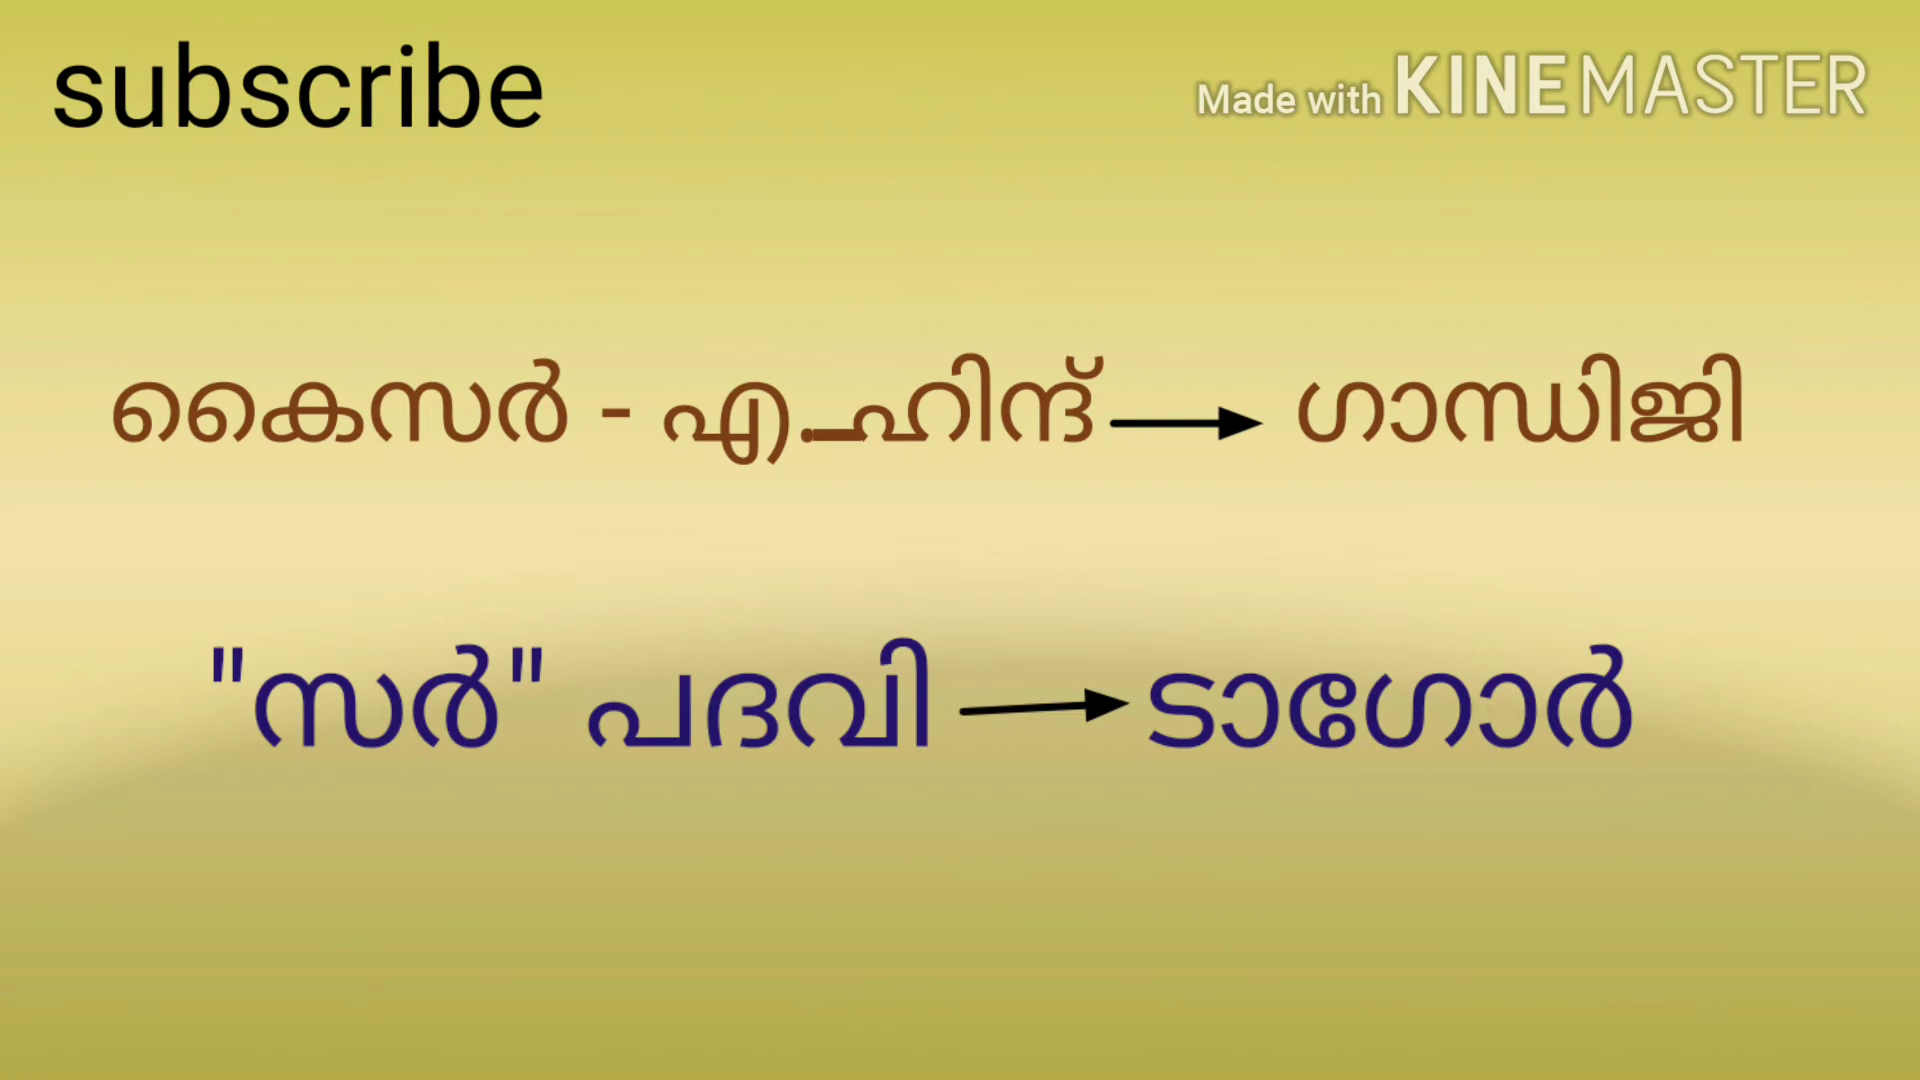 subscribe
Made with KINEMASTER
കൈസർ - എ.ഹിന്ദ് → ഗാന്ധിജി
"സർ" പദവി → ടാഗോർ